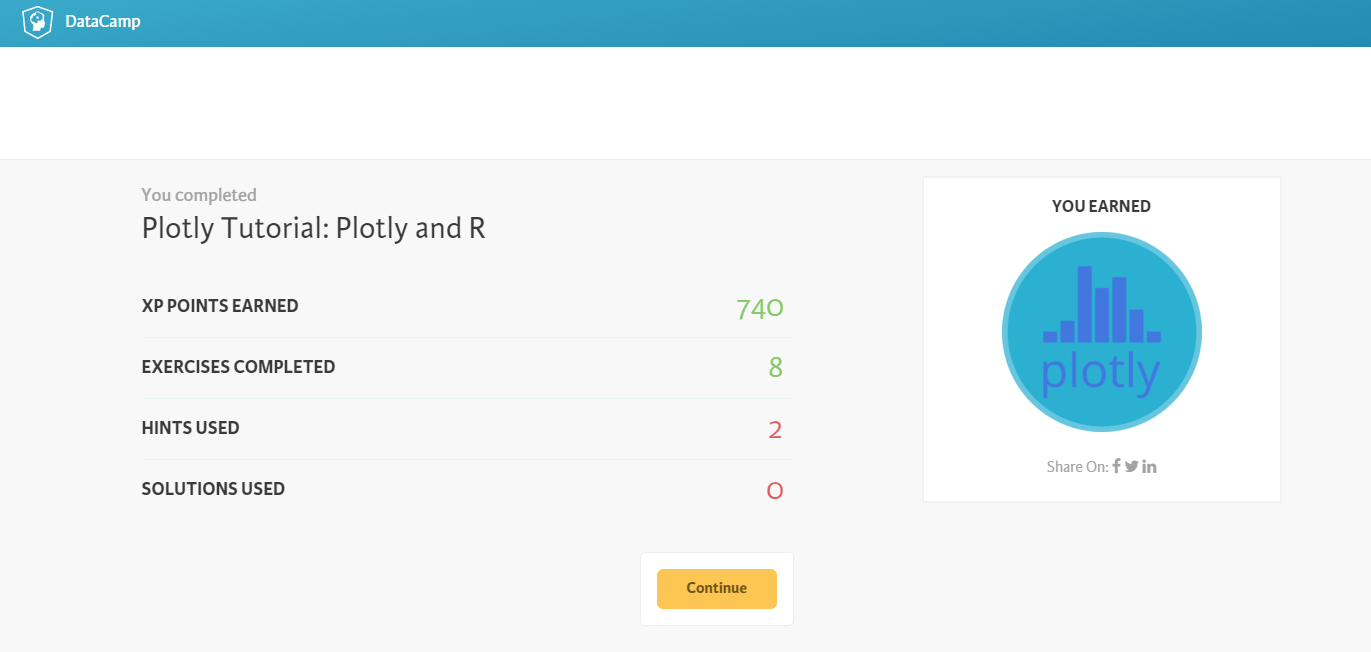 DataCamp
You completed
Plotly Tutorial: Plotly and R
XP POINTS EARNED 740
EXERCISES COMPLETED 8
HINTS USED 2
SOLUTIONS USED 0
Continue
YOU EARNED
plotly
Share On: